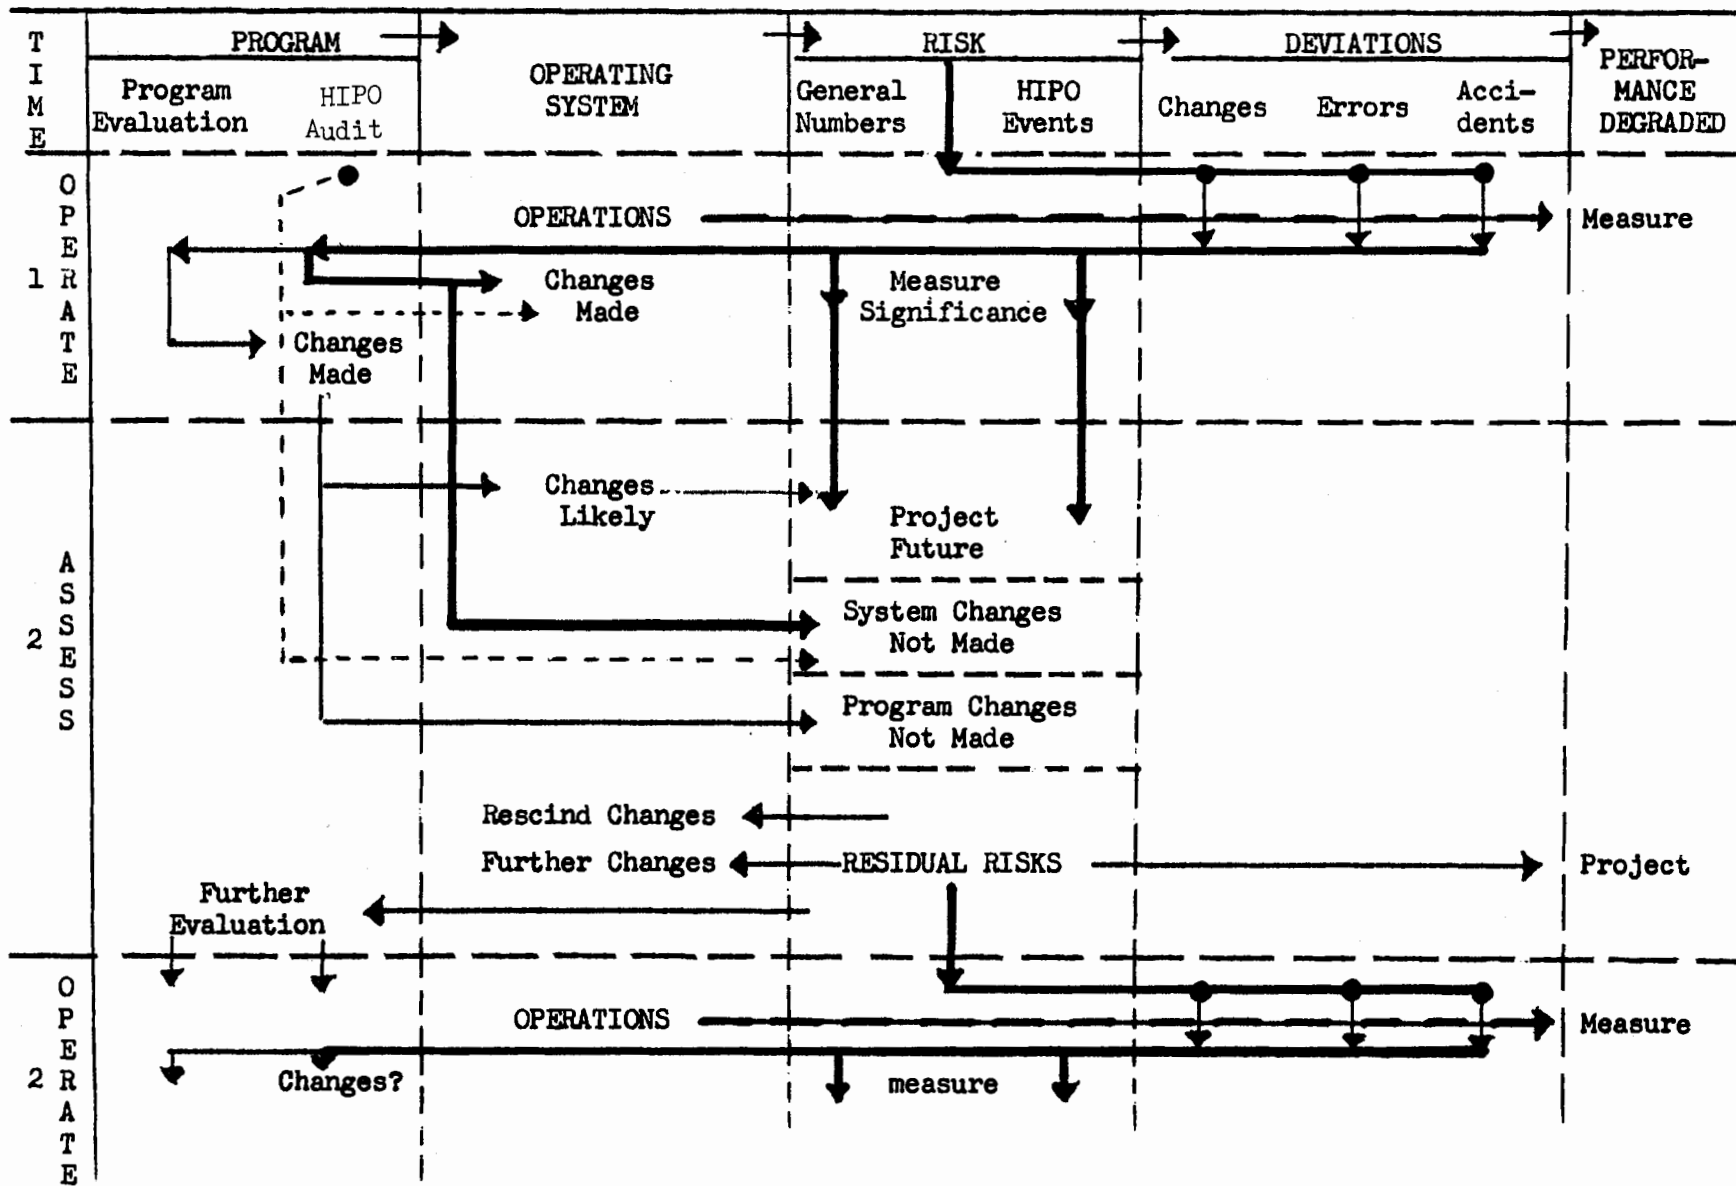 TIME
PROGRAM
Program
Evaluation
HIPO
Audit
OPERATING
SYSTEM
RISK
General
Numbers
HIPO
Events
DEVIATIONS
Changes
Errors
Acci-
dents
PERFOR-
MANCE
DEGRADED
1
OPERATE
OPERATIONS
Measure
Changes
Made
Measure
Significance
Changes
Made
2
ASSESS
Changes
Likely
Project
Future
System Changes
Not Made
Program Changes
Not Made
Rescind Changes
Further Changes
RESIDUAL RISKS
Project
Further
Evaluation
2
OPERATE
OPERATIONS
Measure
Changes?
measure